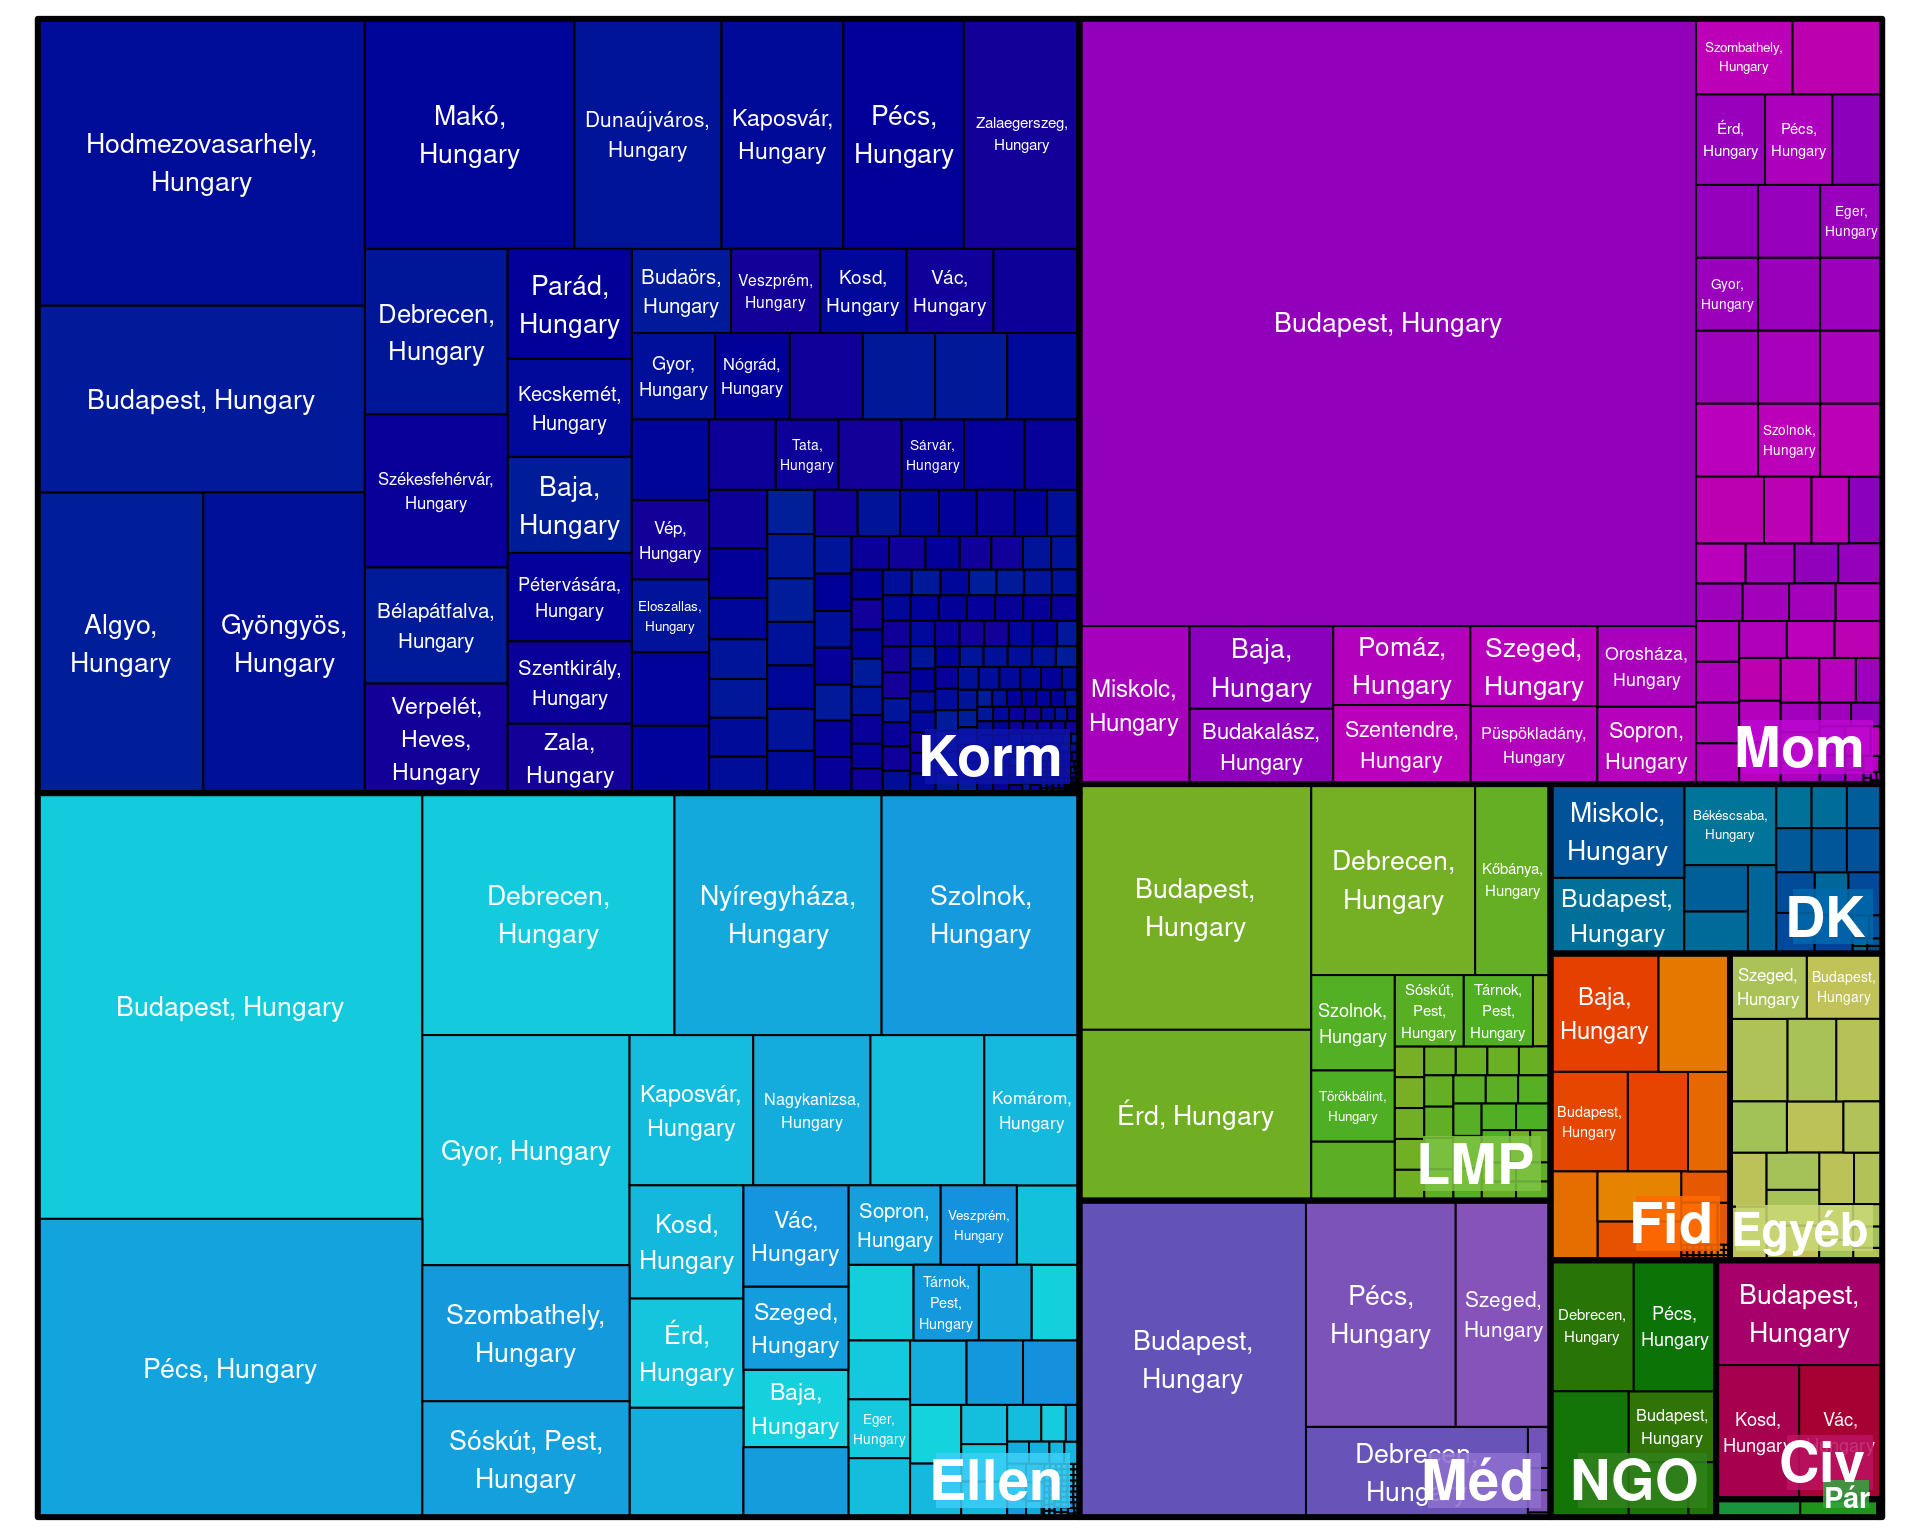 Hodmezovasarhely,
Hungary
Budapest, Hungary
Algyo,
Hungary
Gyöngyös,
Hungary
Makó,
Hungary
Dunaújváros,
Hungary
Kaposvár,
Hungary
Pécs,
Hungary
Zalaegerszeg,
Hungary
Debrecen,
Hungary
Székesfehérvár,
Hungary
Bélapátfalva,
Hungary
Verpelét,
Heves,
Hungary
Parád,
Hungary
Kecskemét,
Hungary
Baja,
Hungary
Pétervására,
Hungary
Szentkirály,
Hungary
Zala,
Hungary
Budaörs,
Hungary
Veszprém,
Hungary
Kosd,
Hungary
Vác,
Hungary
Gyor,
Hungary
Nógrád,
Hungary
Tata,
Hungary
Sárvár,
Hungary
Vép,
Hungary
Eloszallas,
Hungary
Korm
Budapest, Hungary
Miskolc,
Hungary
Baja,
Hungary
Budakalász,
Hungary
Pomáz,
Hungary
Szentendre,
Hungary
Szeged,
Hungary
Püspökladány,
Hungary
Orosháza,
Hungary
Sopron,
Hungary
Szombathely,
Hungary
Érd,
Hungary
Pécs,
Hungary
Eger,
Hungary
Gyor,
Hungary
Szolnok,
Hungary
Mom
Budapest, Hungary
Pécs, Hungary
Debrecen,
Hungary
Nyíregyháza,
Hungary
Szolnok,
Hungary
Gyor, Hungary
Szombathely,
Hungary
Sóskút, Pest,
Hungary
Kaposvár,
Hungary
Nagykanizsa,
Hungary
Komárom,
Hungary
Kosd,
Hungary
Érd,
Hungary
Vác,
Hungary
Szeged,
Hungary
Baja,
Hungary
Sopron,
Hungary
Veszprém,
Hungary
Tárnok,
Pest,
Hungary
Eger,
Hungary
Ellen
Budapest,
Hungary
Érd, Hungary
Debrecen,
Hungary
Kőbánya,
Hungary
Szolnok,
Hungary
Sóskút,
Pest,
Hungary
Tárnok,
Pest,
Hungary
Törökbálint,
Hungary
LMP
Budapest,
Hungary
Pécs,
Hungary
Szeged,
Hungary
Debrecen,
Hungary
Méd
Miskolc,
Hungary
Budapest,
Hungary
Békéscsaba,
Hungary
DK
Baja,
Hungary
Budapest,
Hungary
Fid
Szeged,
Hungary
Budapest,
Hungary
Egyéb
Debrecen,
Hungary
Pécs,
Hungary
Budapest,
Hungary
NGO
Budapest,
Hungary
Kosd,
Hungary
Vác,
Hungary
Civ
Pár